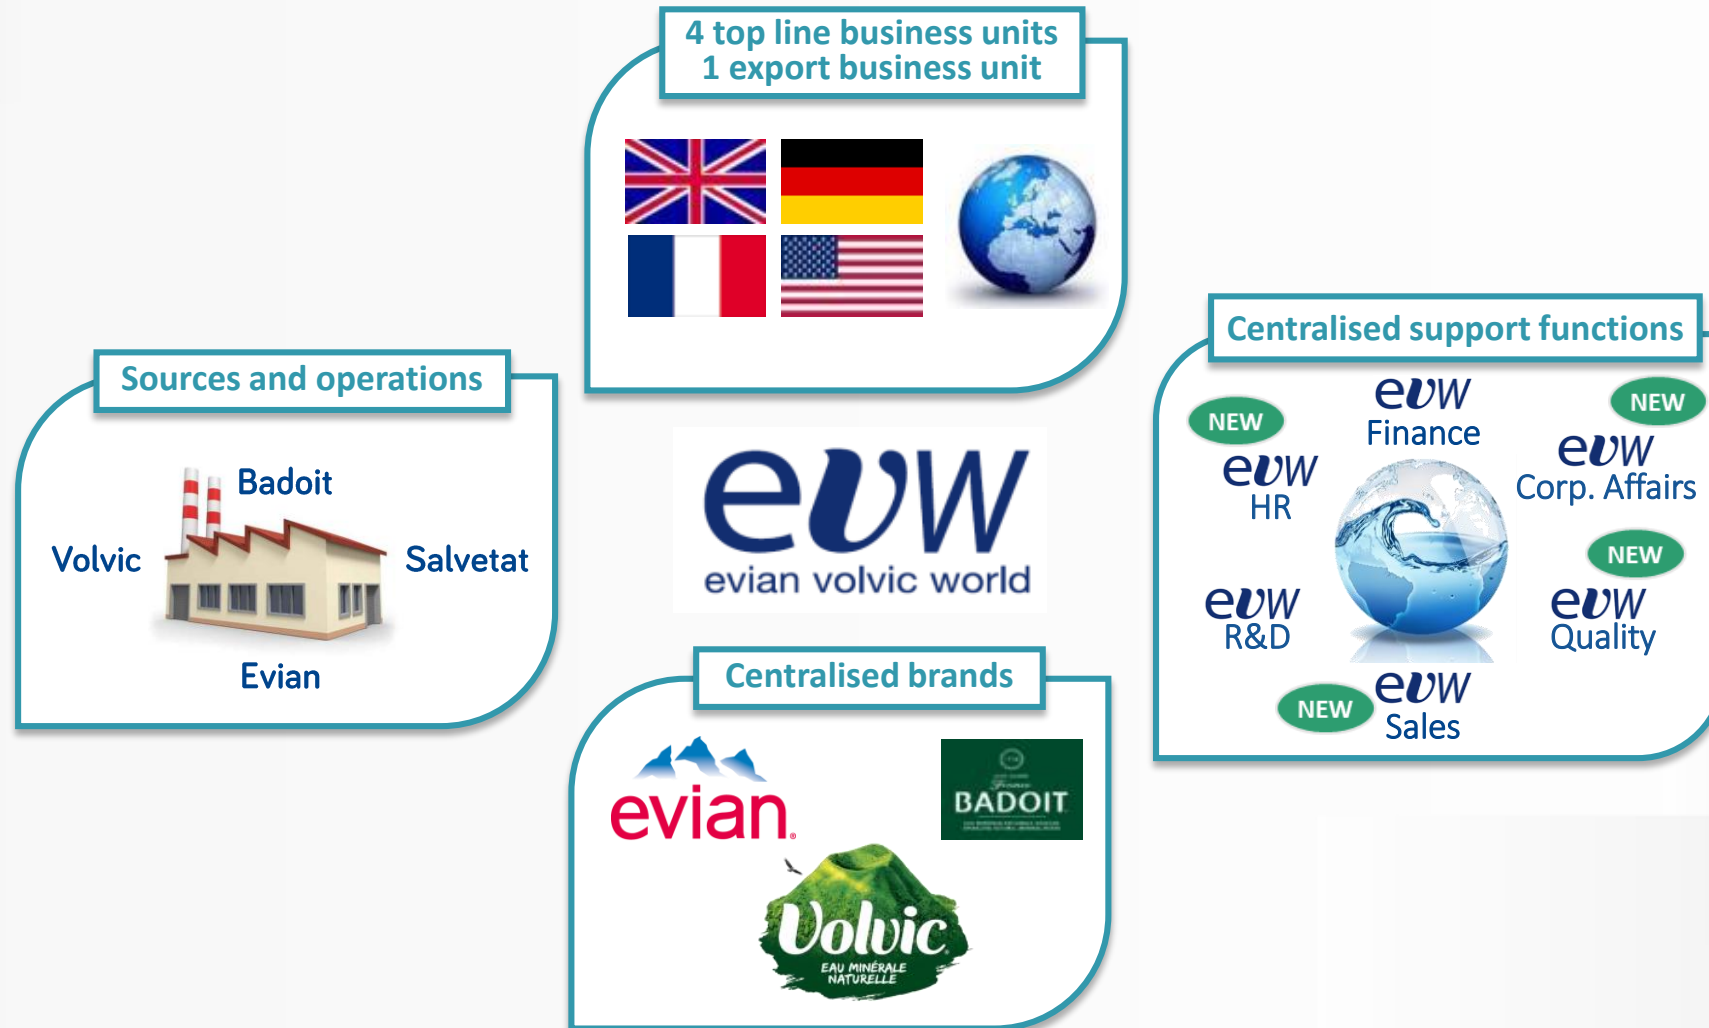 4 top line business units
1 export business unit
Sources and operations
Badoit
Volvic
Salvetat
Evian
evw
evian volvic world
Centralised brands
evian.
France
BADOIT
Volvic
EAU MINÉRALE
NATURELLE
Centralised support functions
evw
Finance
NEW
evw
HR
NEW
evw
Corp. Affairs
evw
R&D
NEW
evw
Quality
NEW
evw
Sales